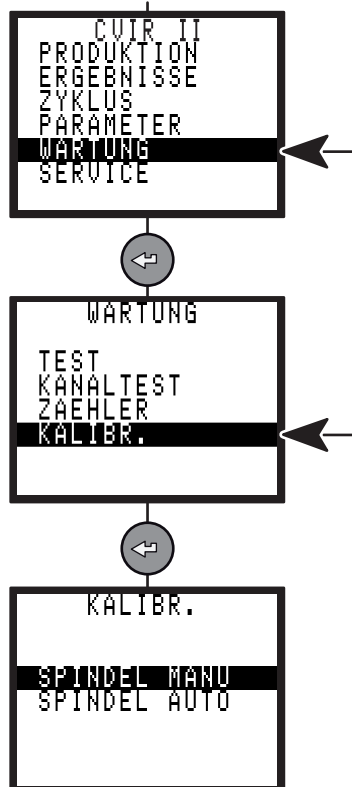 CVIR II
PRODUKTION
ERGEBNISSE
ZYKLUS
PARAMETER
WARTUNG
SERVICE
WARTUNG
TEST
KANALTEST
ZAEHLER
KALIBR.
KALIBR.
SPINDEL MANU
SPINDEL AUTO